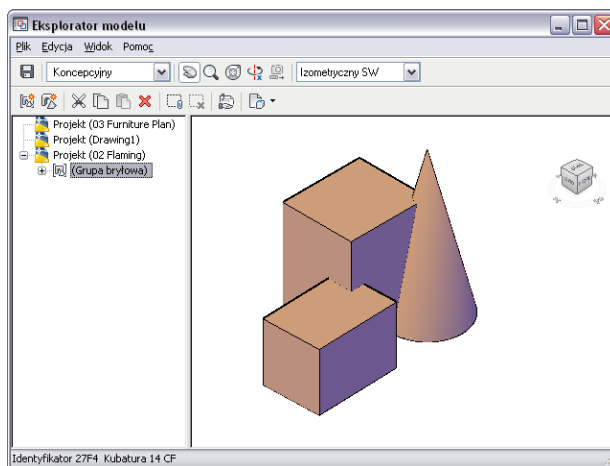 Eksplorator modelu
Plik Edycja Widok Pomoc
Koncepcyjny Izometryczny SW
Projekt (03 Furniture Plan)
Projekt (Drawing1)
Projekt (02 Flaming)
(Grupa bryłowa)
Identyfikator 27F4 Kubatura 14 CF